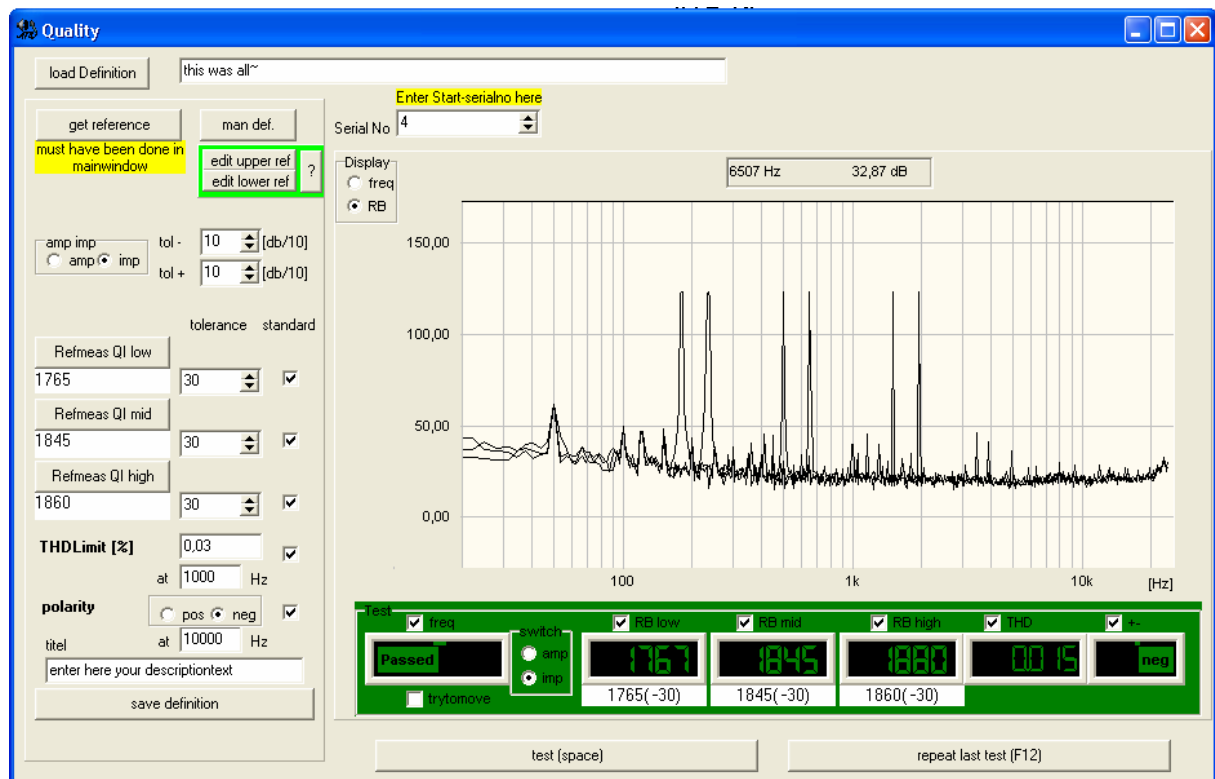 Quality
load Definition
this was all~
Enter Start-serialno here
get reference
man def.
Serial No
4
must have been done in
mainwindow
edit upper ref
edit lower ref
?
Display
freq
RB
6507 Hz 32,87 dB
amp imp
amp
imp
tol -
10
[db/10]
tol +
10
[db/10]
tolerance
standard
Refmeas QI low
1765
30
Refmeas QI mid
1845
30
Refmeas QI high
1860
30
THDLimit [%]
0,03
at
1000
Hz
polarity
pos
neg
titel
at
10000
Hz
enter here your descriptiontext
save definition
150,00
100,00
50,00
0,00
100
1k
10k
[Hz]
Test
freq
switch
RB low
RB mid
RB high
THD
+-
Passed
amp
imp
1767
1845
1880
0.0 15
neg
trytomove
1765( -30)
1845( -30)
1860( -30)
test (space)
repeat last test (F12)